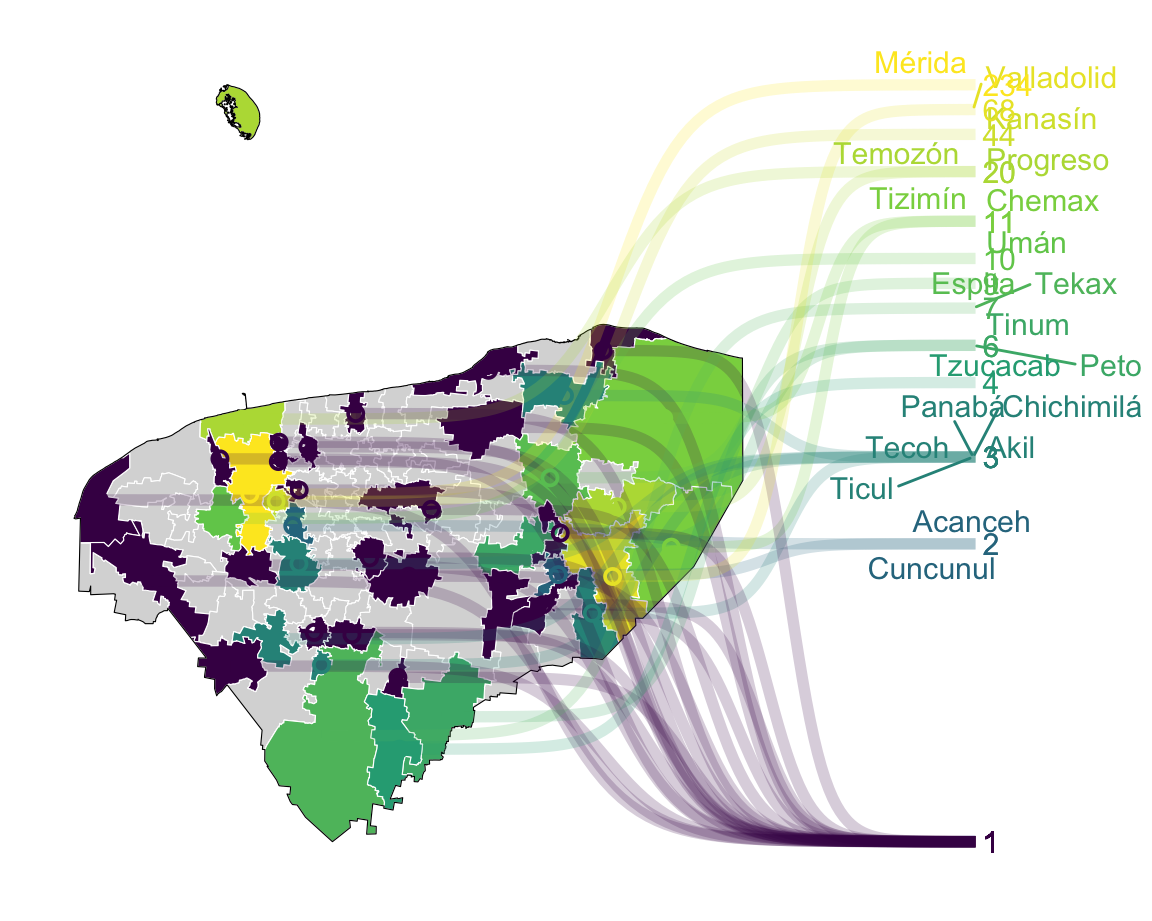 Mérida
Valladolid
234
68
Kanasín
44
Temozón
Progreso
20
Tizimín
Chemax
11
Umán
10
Espita
9
Tekax
7
Tinum
6
Tzucacab
Peto
4
Panabá
Chichimilá
Tecoh
Akil
3
Ticul
Acanceh
2
Cuncunul
1